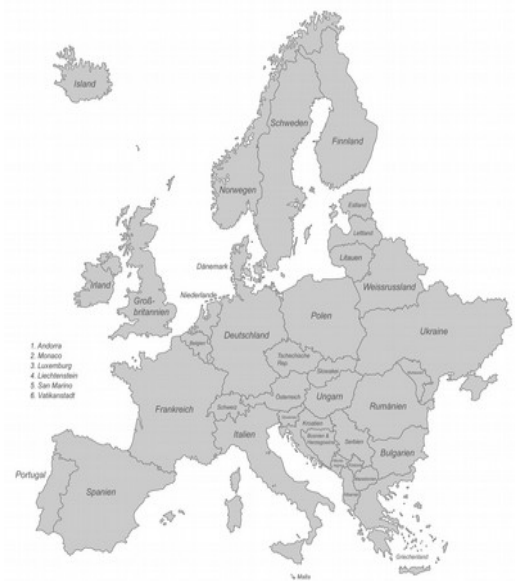 Island
Schweden
Finnland
Norwegen
Estland
Lettland
Litauen
Dänemark
Weissrussland
Irland
Niederlande
Groß-
britannien
Polen
Deutschland
Ukraine
Belgien
1. Andorra
2. Monaco
3. Luxemburg
4. Liechtenstein
5. San Marino
6. Vatikanstadt
Tschechische
Rep.
Slowakei
Österreich
Ungarn
Frankreich
Schweiz
Rumänien
Italien
Kroatien
Bosnien &
Herzegowina
Serbien
Bulgarien
Portugal
Spanien
Griechenland
Malta